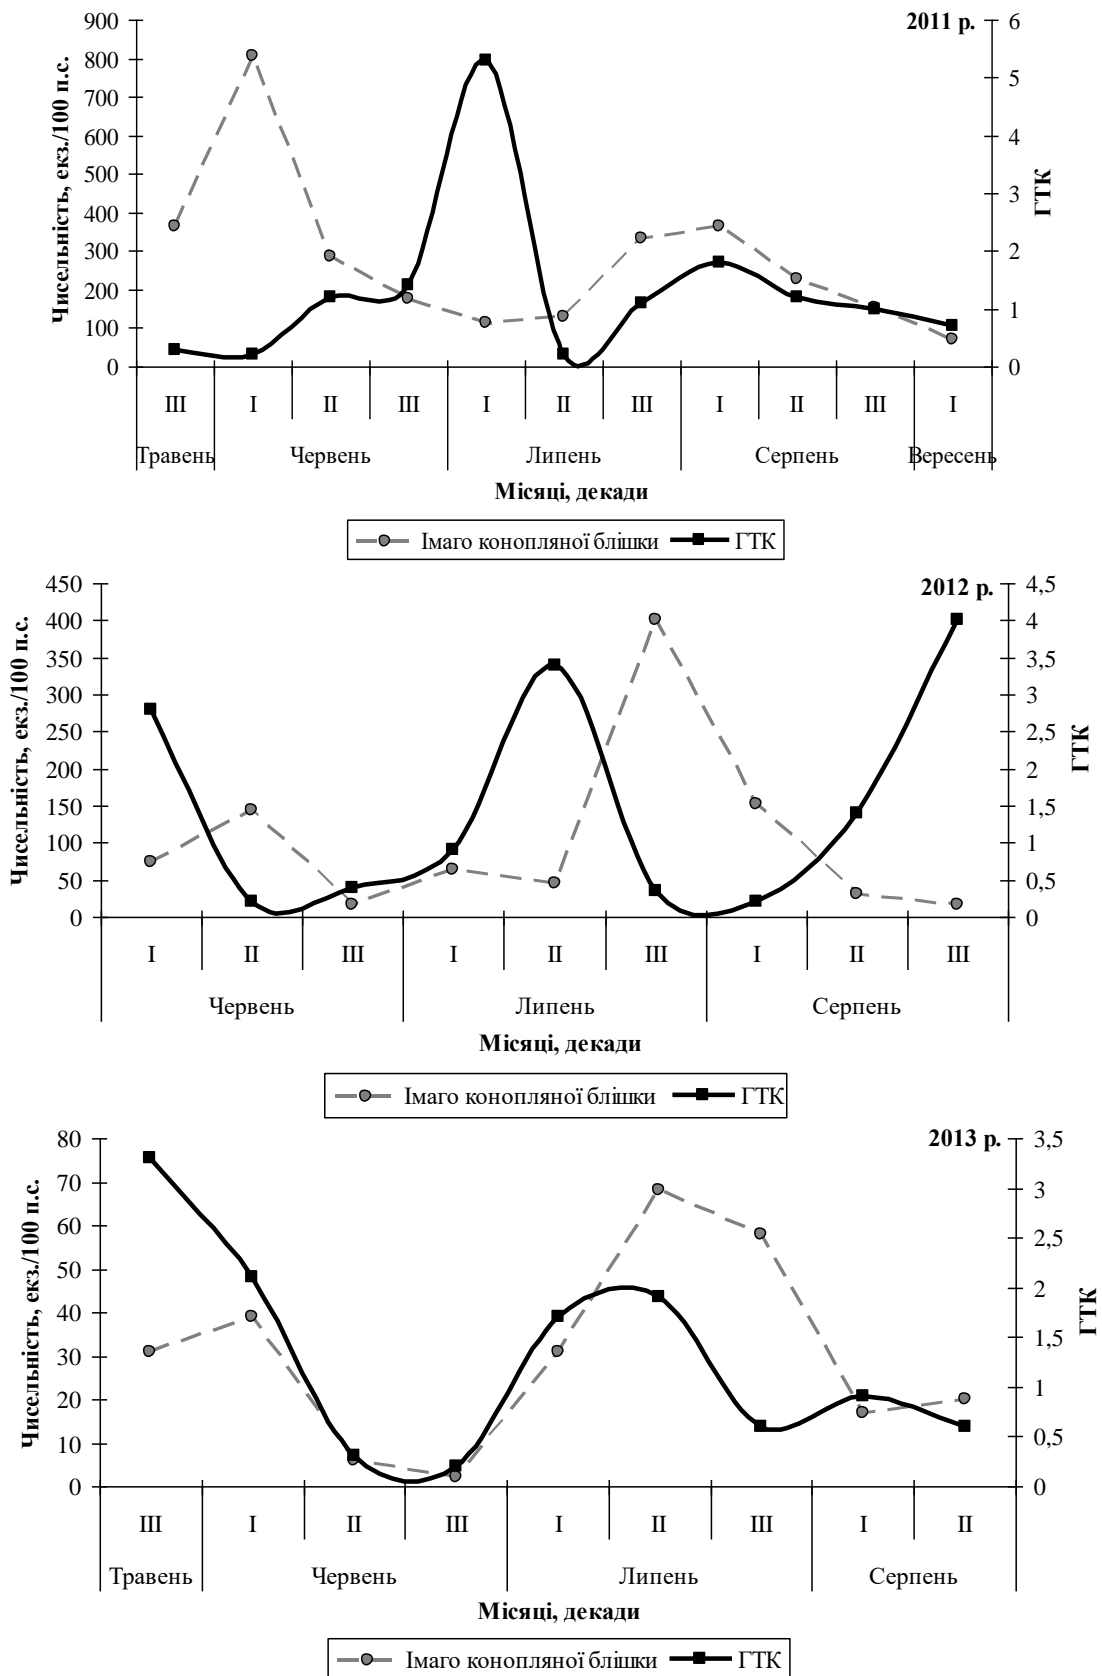 2011 р.
Чисельність, екз./100 п.с.
900
800
700
600
500
400
300
200
100
0
6
5
4
3
2
1
0
ГТК
III I II III I II III I II III I
Травень Червень Липень Серпень Вересень
Місяці, декади
Імаго конопляної блішки ГТК
2012 р.
Чисельність, екз./100 п.с.
450
400
350
300
250
200
150
100
50
0
4,5
4
3,5
3
2,5
2
1,5
1
0,5
0
ГТК
I II III I II III I II III
Червень Липень Серпень
Місяці, декади
Імаго конопляної блішки ГТК
2013 р.
Чисельність, екз./100 п.с.
80
70
60
50
40
30
20
10
0
3,5
3
2,5
2
1,5
1
0,5
0
ГТК
III I II III I II III I II
Травень Червень Липень Серпень
Місяці, декади
Імаго конопляної блішки ГТК